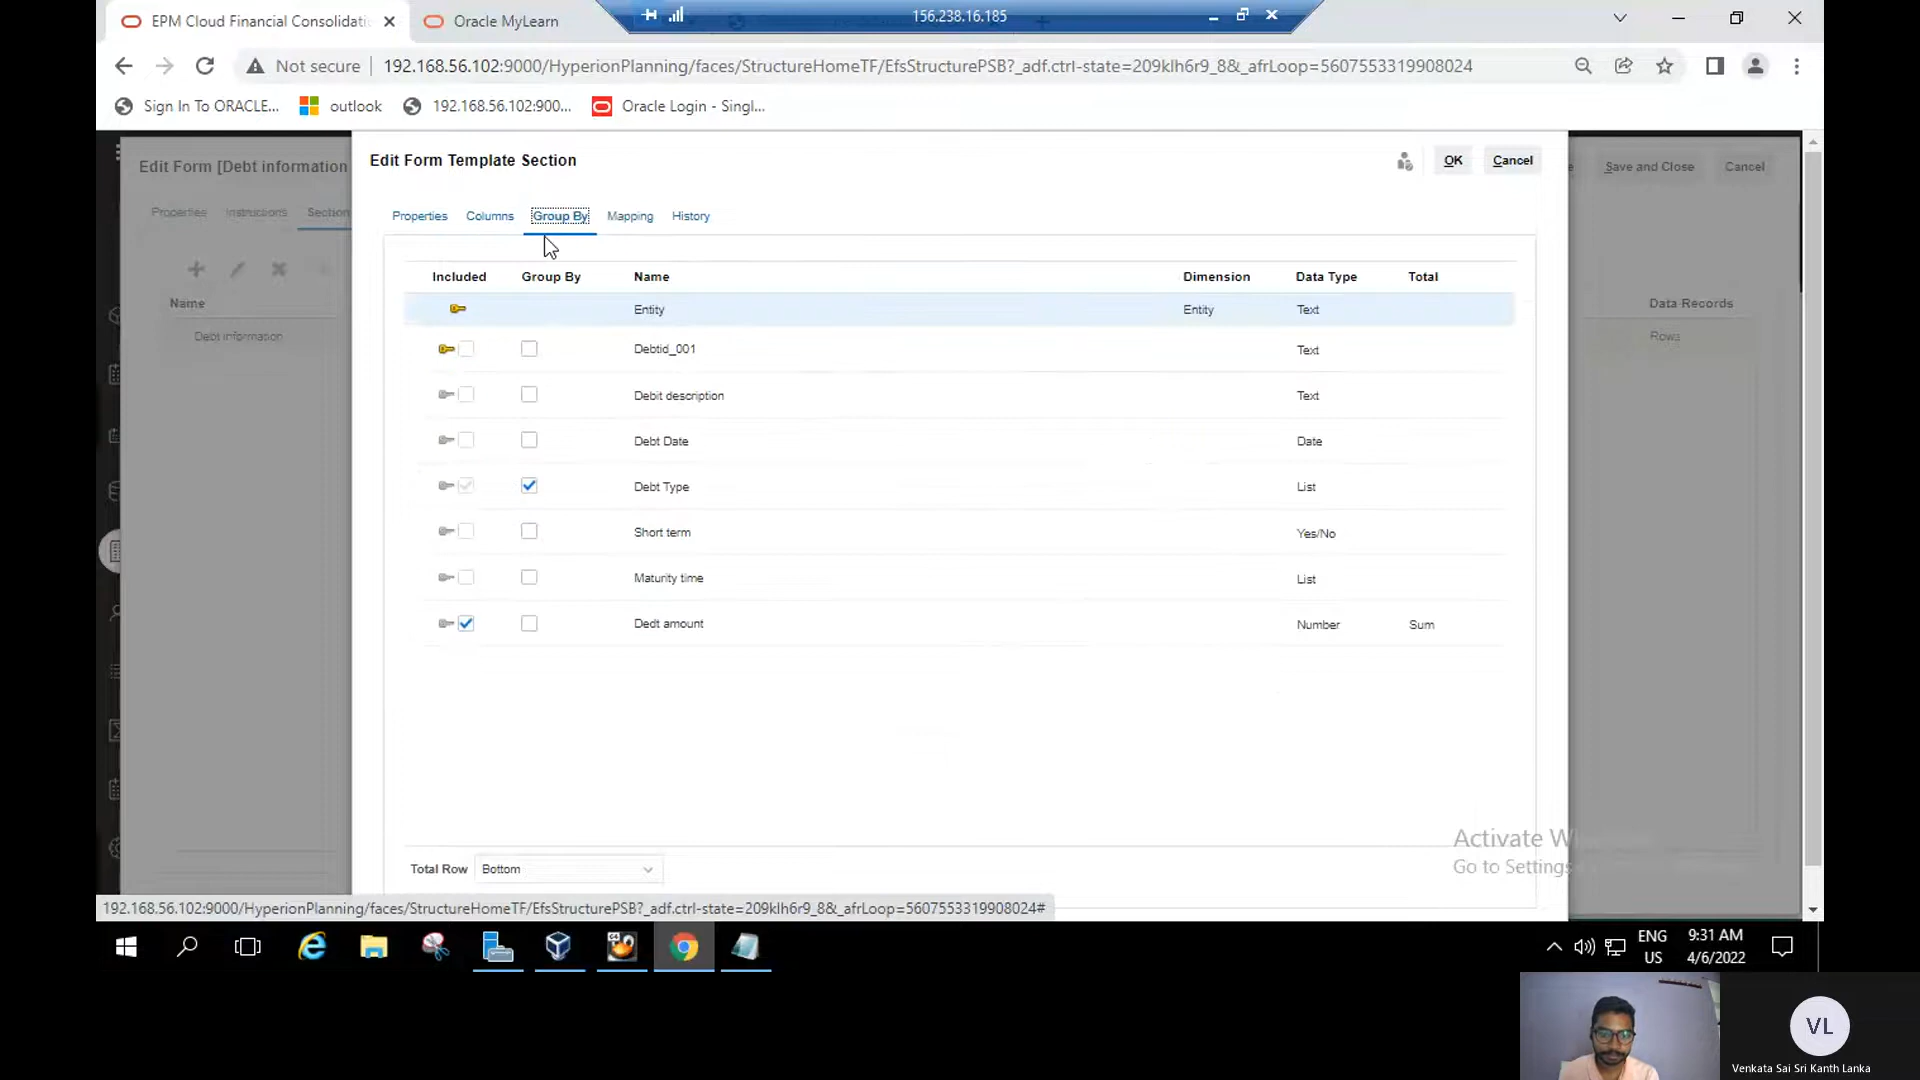 EPM Cloud Financial Consolidatio
Oracle MyLearn
156.238.16.185
Not secure
192.168.56.102:9000/HyperionPlanning/faces/StructureHomeTF/EfsStructurePSB?_adf.ctrl-state=209klh6r9_8&_afrLoop=5607553319908024
Sign In To ORACLE...
outlook
192.168.56.102:900...
Oracle Login - Singl...
Edit Form [Debt information
Edit Form Template Section
OK
Cancel
e
Save and Close
Cancel
Properties
Instructions
Section
Properties
Columns
Group By
Mapping
History
Included
Group By
Name
Dimension
Data Type
Total
Name
Data Records
Entity
Entity
Text
Debt information
Rows
Debtid_001
Text
Debit description
Text
Debt Date
Date
Debt Type
List
Short term
Yes/No
Maturity time
List
Dedt amount
Number
Sum
Activate W
Go to Settings
Total Row
Bottom
192.168.56.102:9000/HyperionPlanning/faces/StructureHomeTF/EfsStructurePSB?_adf.ctrl-state=209klh6r9_8&_afrLoop=5607553319908024#
ENG
US
9:31 AM
4/6/2022
VL
Venkata Sai Sri Kanth Lanka